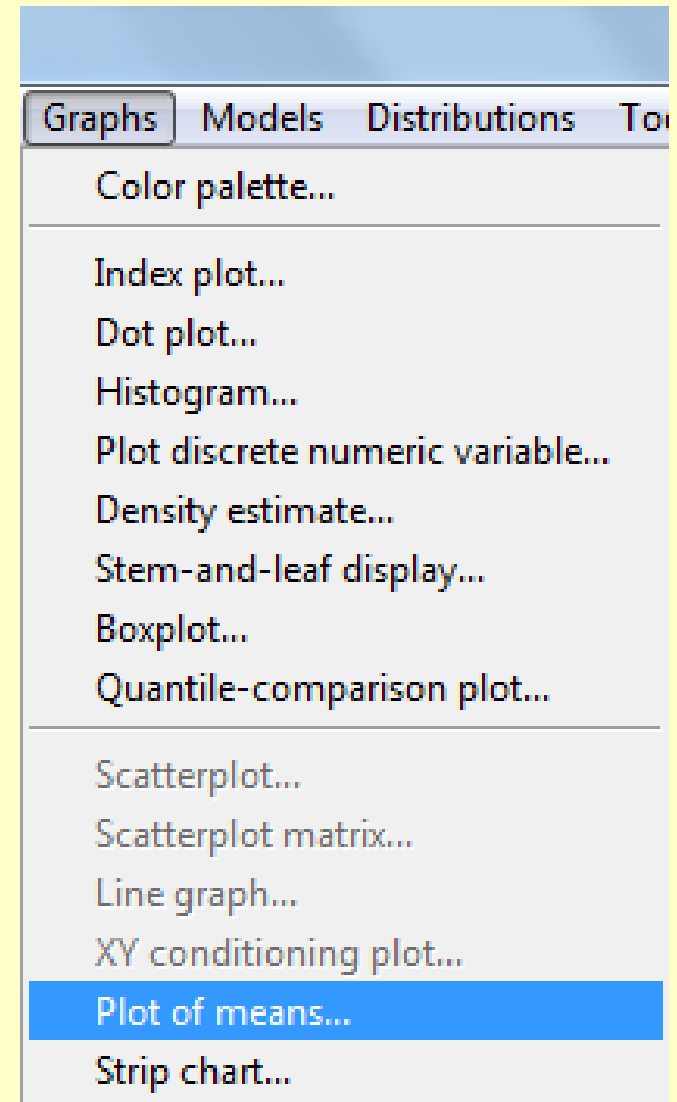 Graphs Models Distributions
Color palette...
Index plot...
Dot plot...
Histogram...
Plot discrete numeric variable...
Density estimate...
Stem-and-leaf display...
Boxplot...
Quantile-comparison plot...
Scatterplot...
Scatterplot matrix...
Line graph...
XY conditioning plot...
Plot of means...
Strip chart...